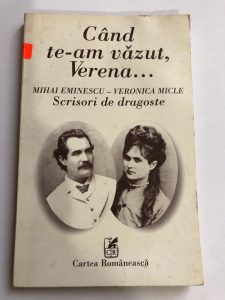 Când
te-am văzut,
Verena...
MIHAI EMINESCU – VERONICA MICLE
Scrisori de dragoste
CR
Cartea Românească